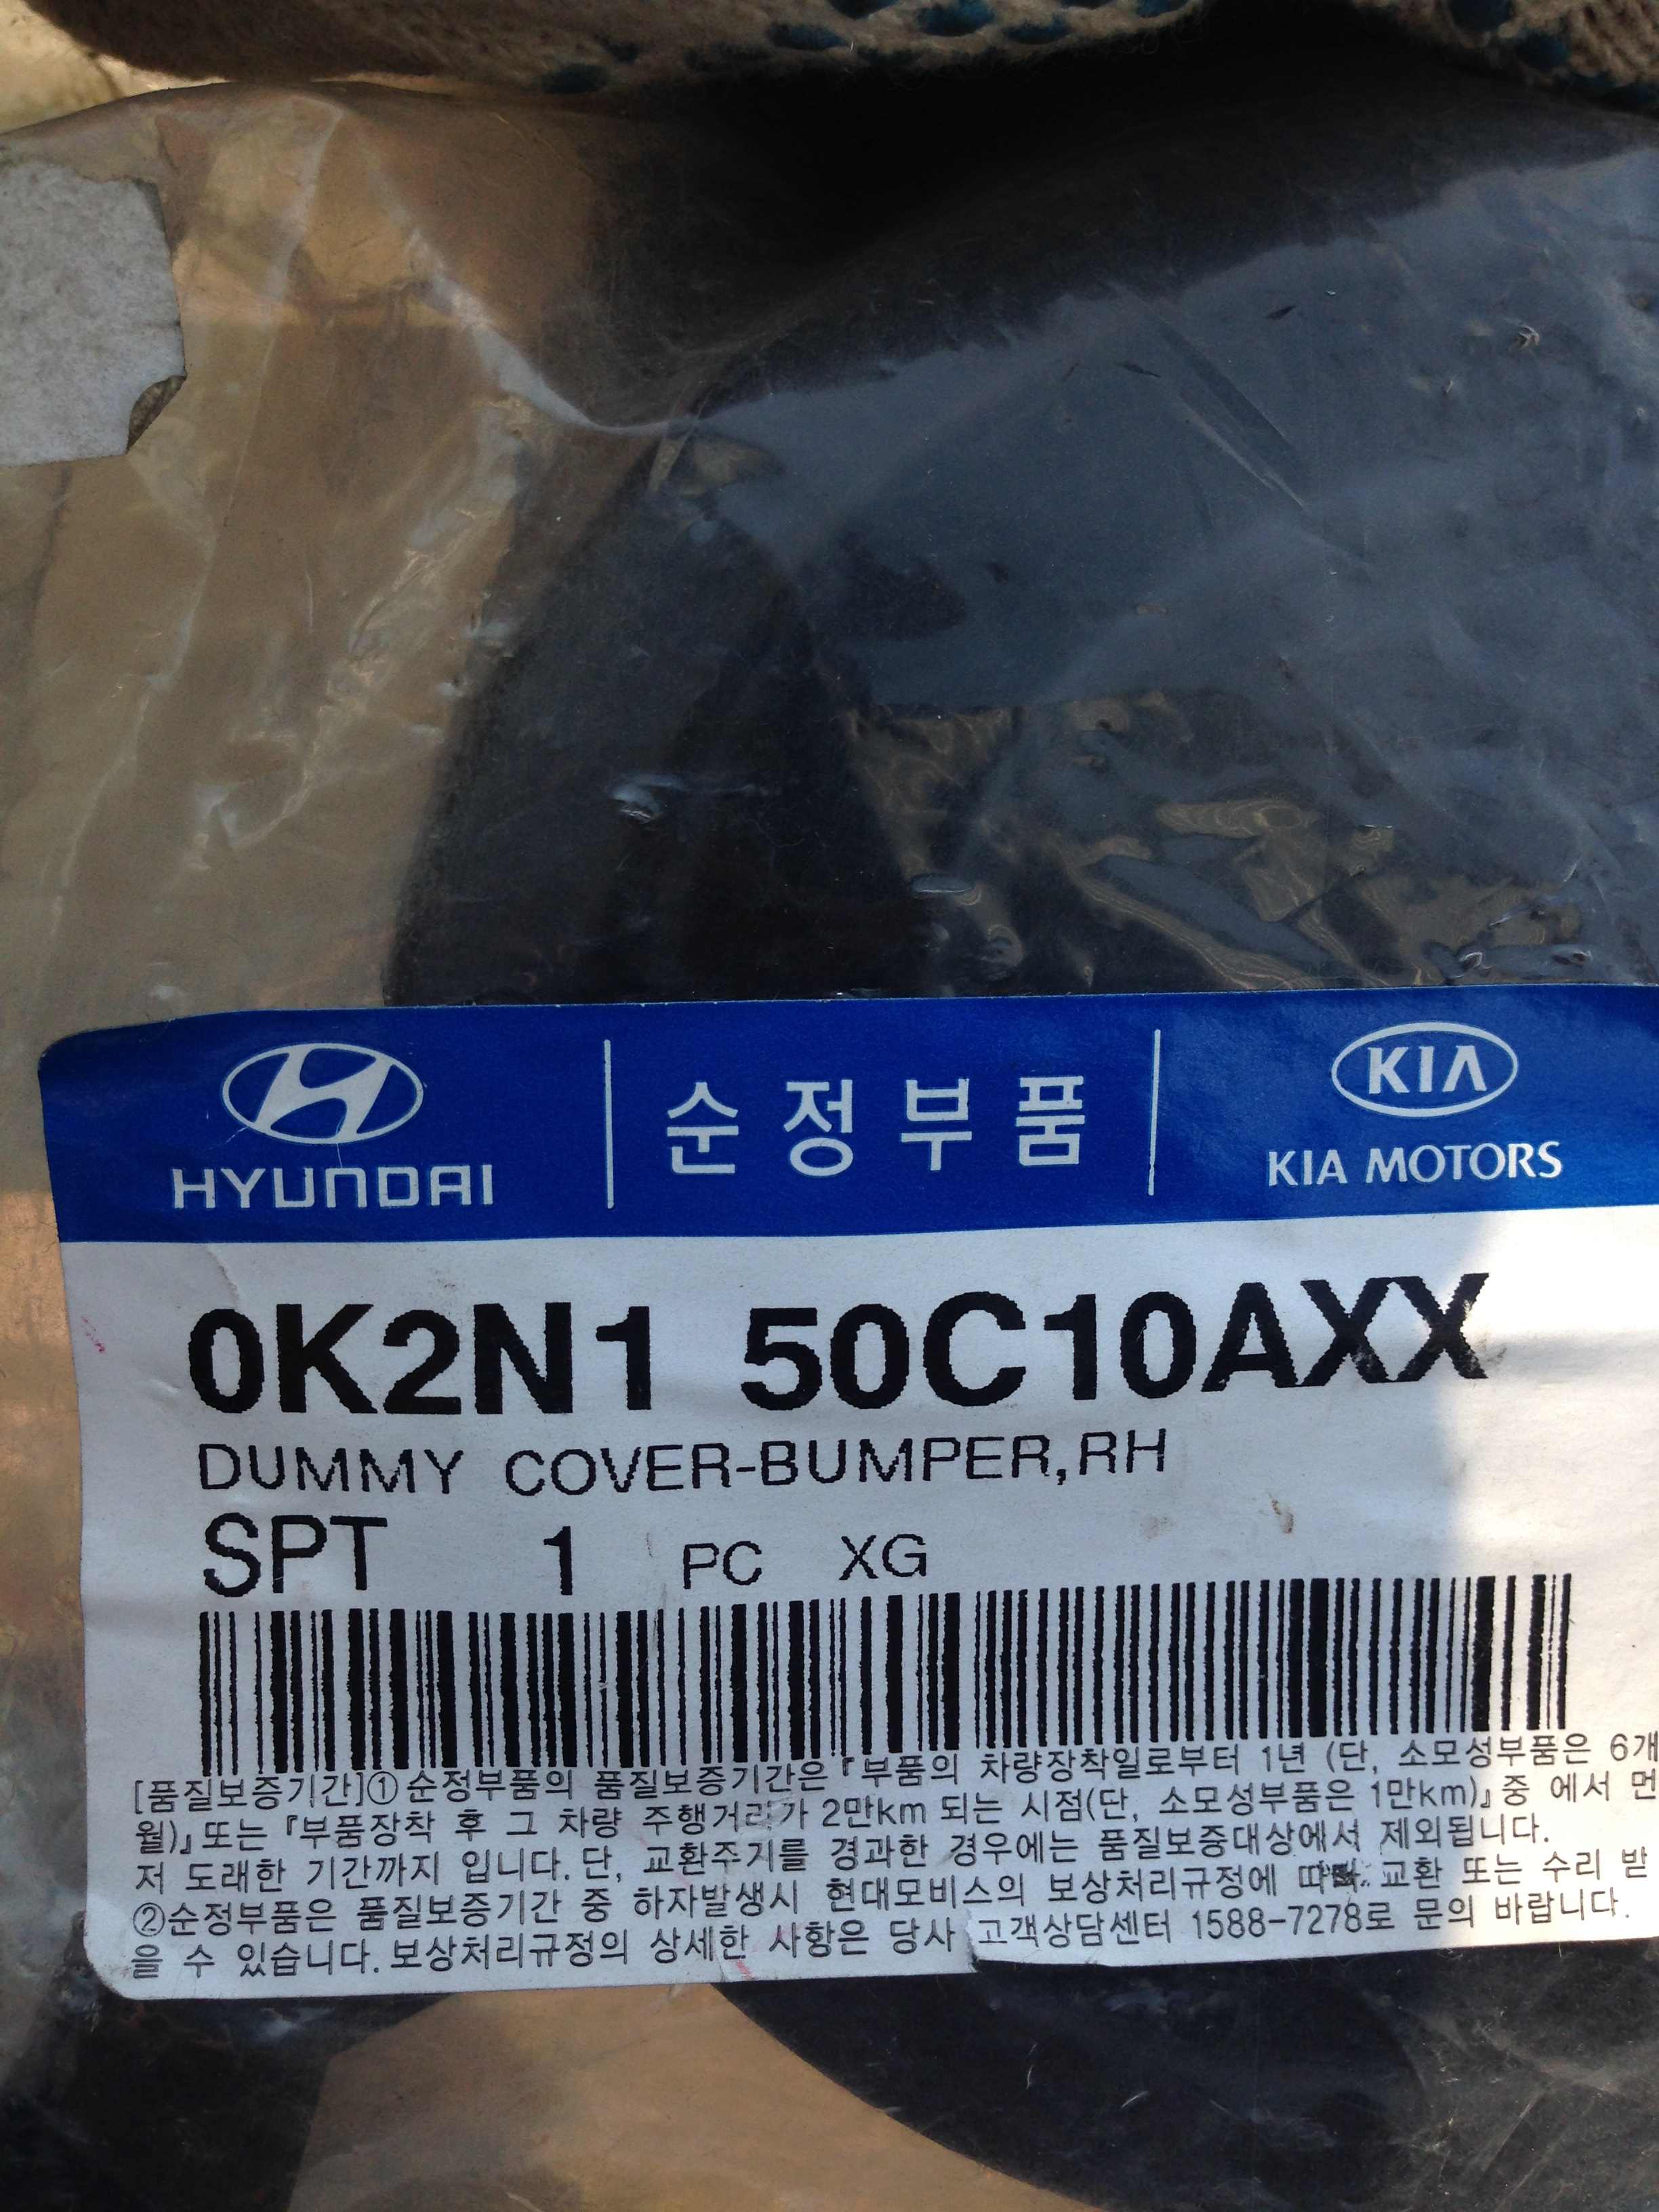 HYUNDAI
순정부품
KIA
KIA MOTORS
0K2N1 50C10AXX
DUMMY COVER-BUMPER,RH
SPT 1 PC XG
[품질보증기간]①순정부품의 품질보증기간은『부품의 차량장착일로부터 1년 (단, 소모성부품은 6개
월)』또는『부품장착 후 그 차량 주행거리가 2만km 되는 시점(단, 소모성부품은 1만km)』중 에서 먼
저 도래한 기간까지 입니다.단, 교환주기를 경과한 경우에는 품질보증대상에서 제외됩니다.
②순정부품은 품질보증기간 중 하자발생시 현대모비스의 보상처리규정에 따라 교환 또는 수리 받
을 수 있습니다.보상처리규정의 상세한 사항은 당사 고객상담센터 1588-7278로 문의 바랍니다.